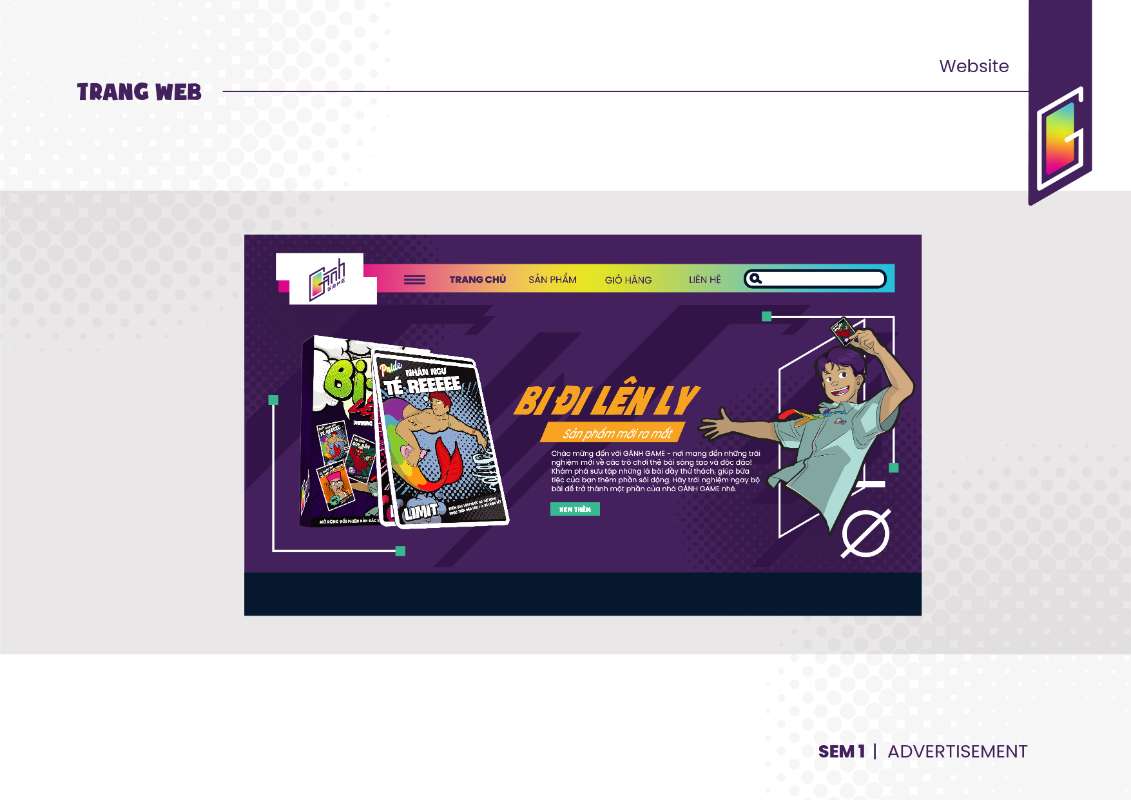 Website
TRANG WEB
Gánh
GAME
TRANG CHỦ
SẢN PHẨM
GIỎ HÀNG
LIÊN HỆ
Pride
NHÂN NGƯ
TÉ REEEEE
LIMIT
BI ĐI LÊN LY
Sản phẩm mới ra mắt
Chào mừng đến với GÁNH GAME - nơi mang đến những trải
nghiệm mới về các trò chơi thẻ bài sáng tạo và độc đáo!
Khám phá sưu tập những lá bài đầy thử thách, giúp bữa
tiệc của bạn thêm phần sôi động. Hãy trải nghiệm ngay bộ
bài để trở thành một phần của nhà GÁNH GAME nhé.
XEM THÊM
SEM 1 | ADVERTISEMENT